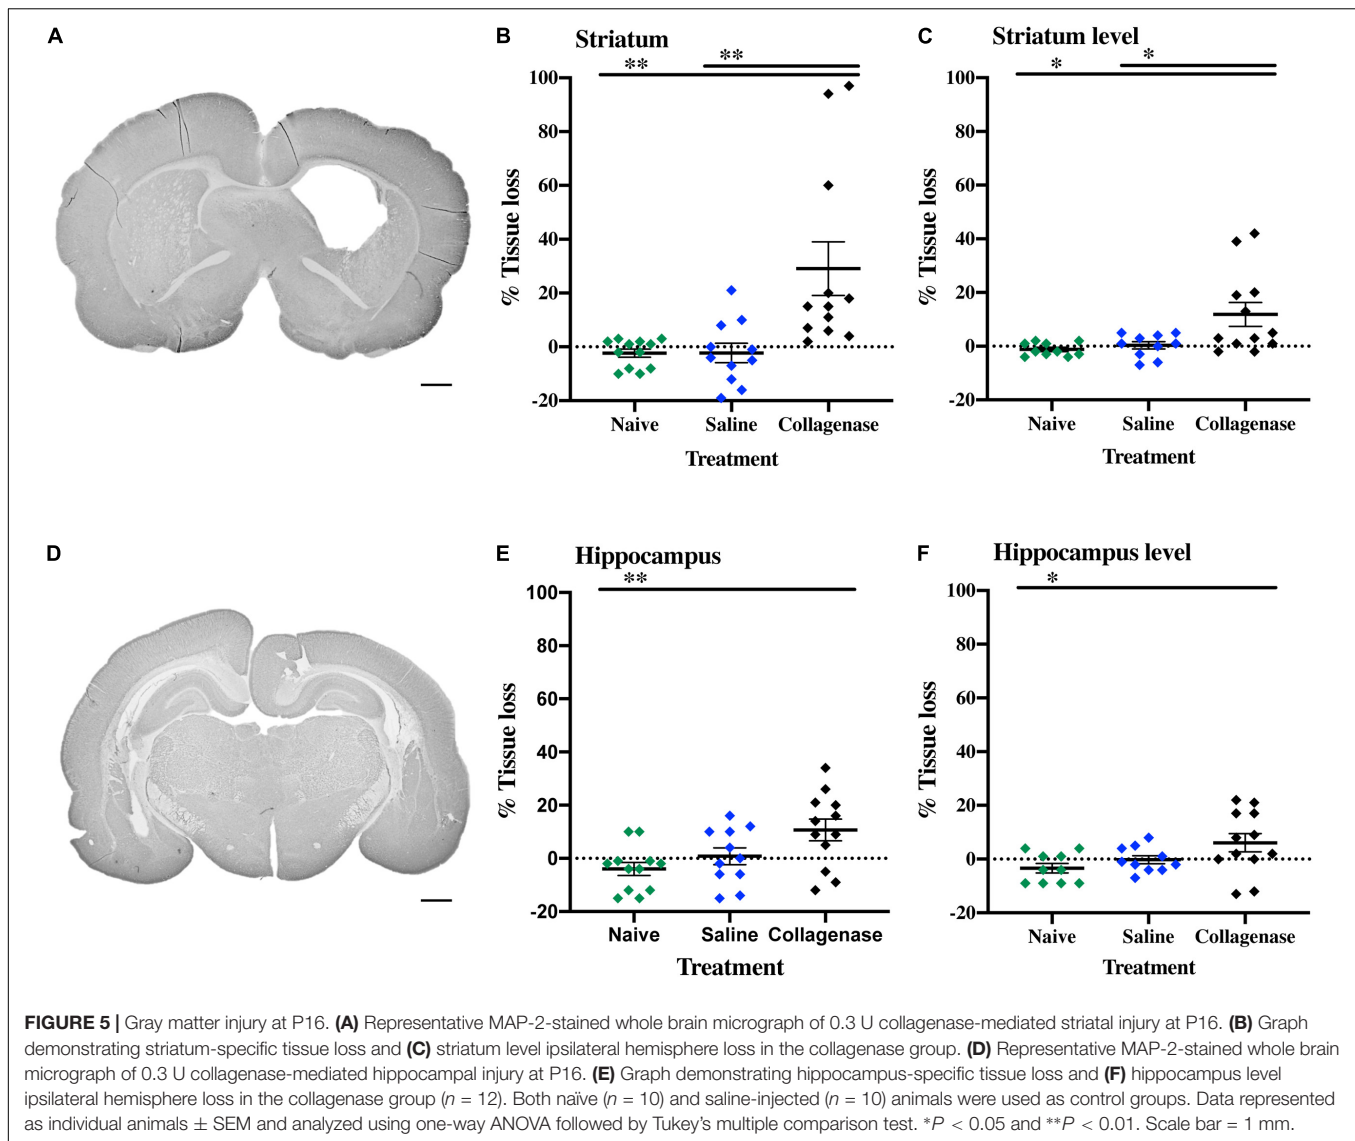 A
B
Striatum
**
**
100
80
60
40
20
0
-20
% Tissue loss
Naive Saline Collagenase
Treatment
C
Striatum level
*
*
100
80
60
40
20
0
-20
% Tissue loss
Naive Saline Collagenase
Treatment
D
E
Hippocampus
**
100
80
60
40
20
0
-20
% Tissue loss
Naive Saline Collagenase
Treatment
F
Hippocampus level
*
100
80
60
40
20
0
-20
% Tissue loss
Naive Saline Collagenase
Treatment
FIGURE 5 | Gray matter injury at P16. (A) Representative MAP-2-stained whole brain micrograph of 0.3 U collagenase-mediated striatal injury at P16. (B) Graph
demonstrating striatum-specific tissue loss and (C) striatum level ipsilateral hemisphere loss in the collagenase group. (D) Representative MAP-2-stained whole brain
micrograph of 0.3 U collagenase-mediated hippocampal injury at P16. (E) Graph demonstrating hippocampus-specific tissue loss and (F) hippocampus level
ipsilateral hemisphere loss in the collagenase group (n = 12). Both naïve (n = 10) and saline-injected (n = 10) animals were used as control groups. Data represented
as individual animals ± SEM and analyzed using one-way ANOVA followed by Tukey's multiple comparison test. *P < 0.05 and **P < 0.01. Scale bar = 1 mm.